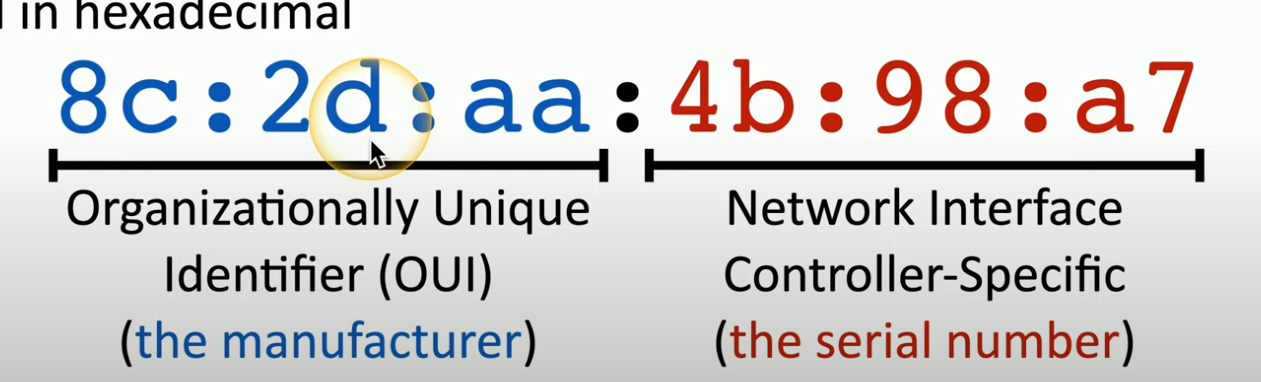 in hexadecimal
8c:2d:aa:4b:98:a7
Organizationally Unique
Identifier (OUI)
(the manufacturer)
Network Interface
Controller-Specific
(the serial number)